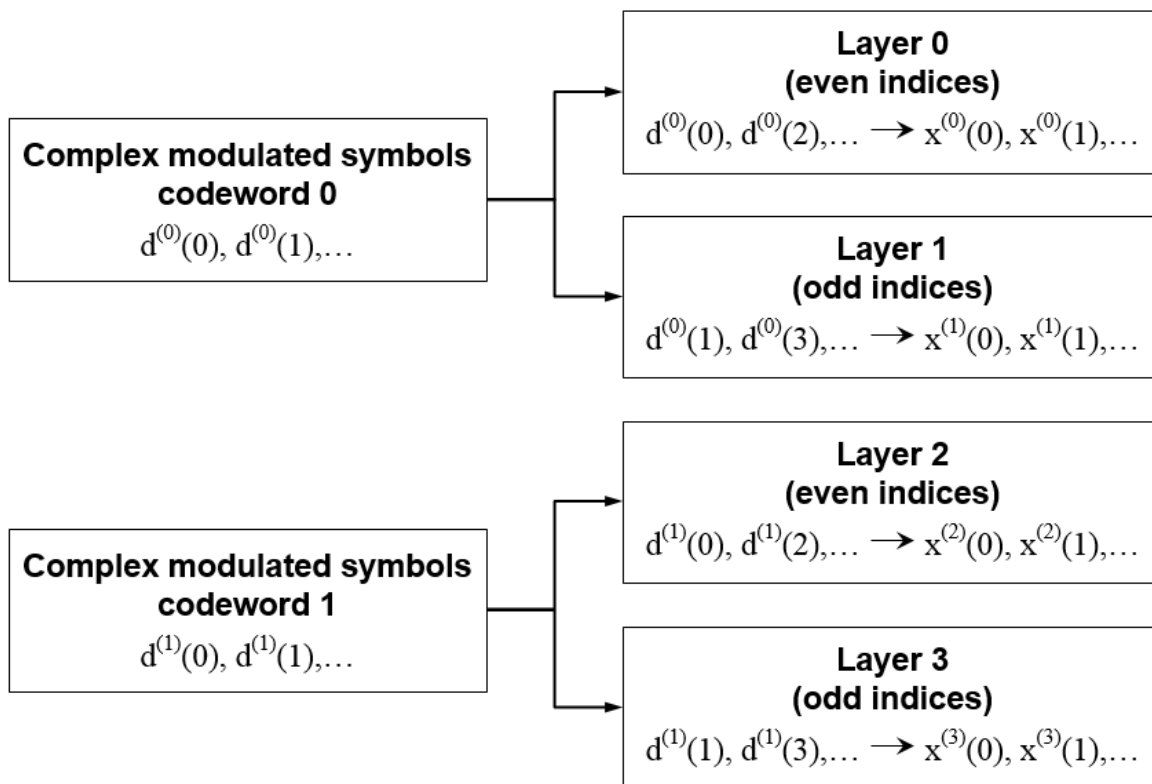 Complex modulated symbols
codeword 0
d⁽⁰⁾(0), d⁽⁰⁾(1),…
Layer 0
(even indices)
d⁽⁰⁾(0), d⁽⁰⁾(2),… → x⁽⁰⁾(0), x⁽⁰⁾(1),…
Layer 1
(odd indices)
d⁽⁰⁾(1), d⁽⁰⁾(3),… → x⁽¹⁾(0), x⁽¹⁾(1),…
Complex modulated symbols
codeword 1
d⁽¹⁾(0), d⁽¹⁾(1),…
Layer 2
(even indices)
d⁽¹⁾(0), d⁽¹⁾(2),… → x⁽²⁾(0), x⁽²⁾(1),…
Layer 3
(odd indices)
d⁽¹⁾(1), d⁽¹⁾(3),… → x⁽³⁾(0), x⁽³⁾(1),…